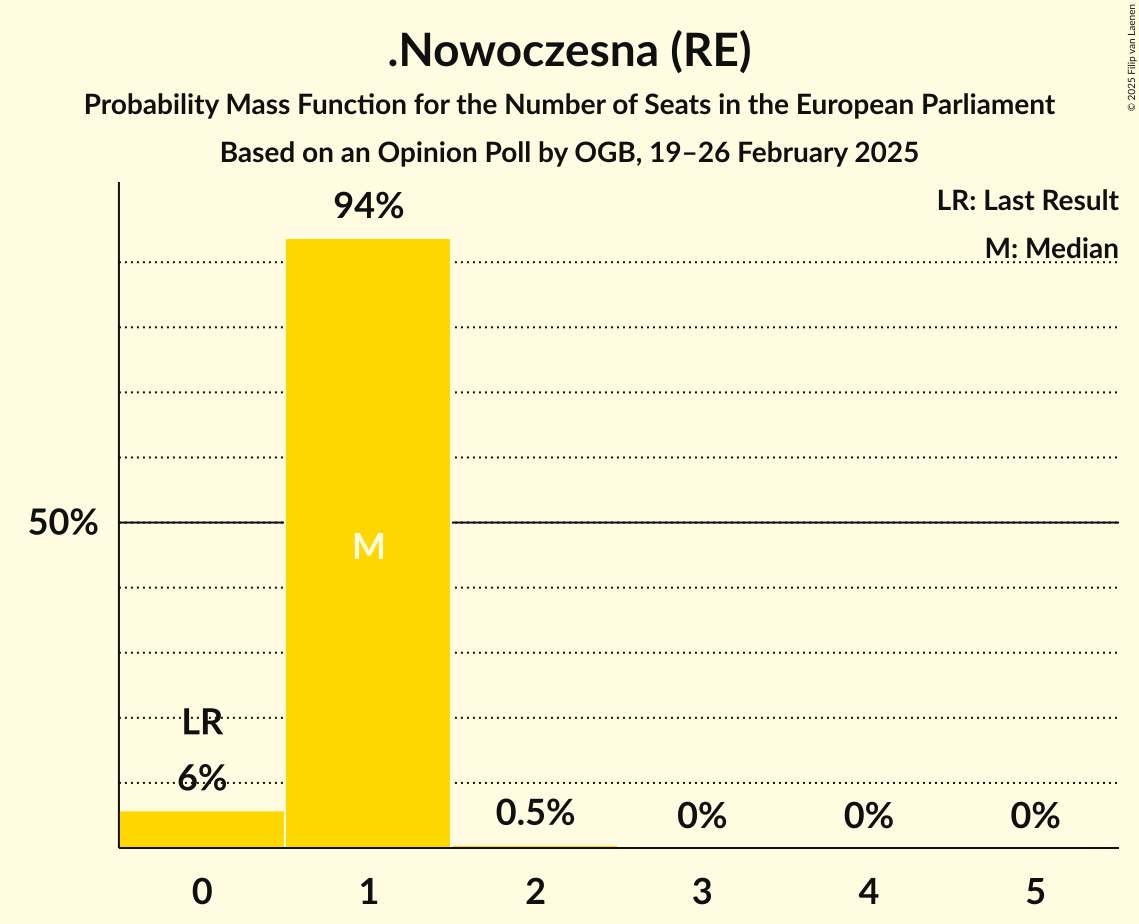 .Nowoczesna (RE)
Probability Mass Function for the Number of Seats in the European Parliament
Based on an Opinion Poll by OGB, 19–26 February 2025
© 2025 Filip van Laenen
LR: Last Result
M: Median
94%
50%
M
LR
6%
0.5%
0%
0%
0%
0
1
2
3
4
5